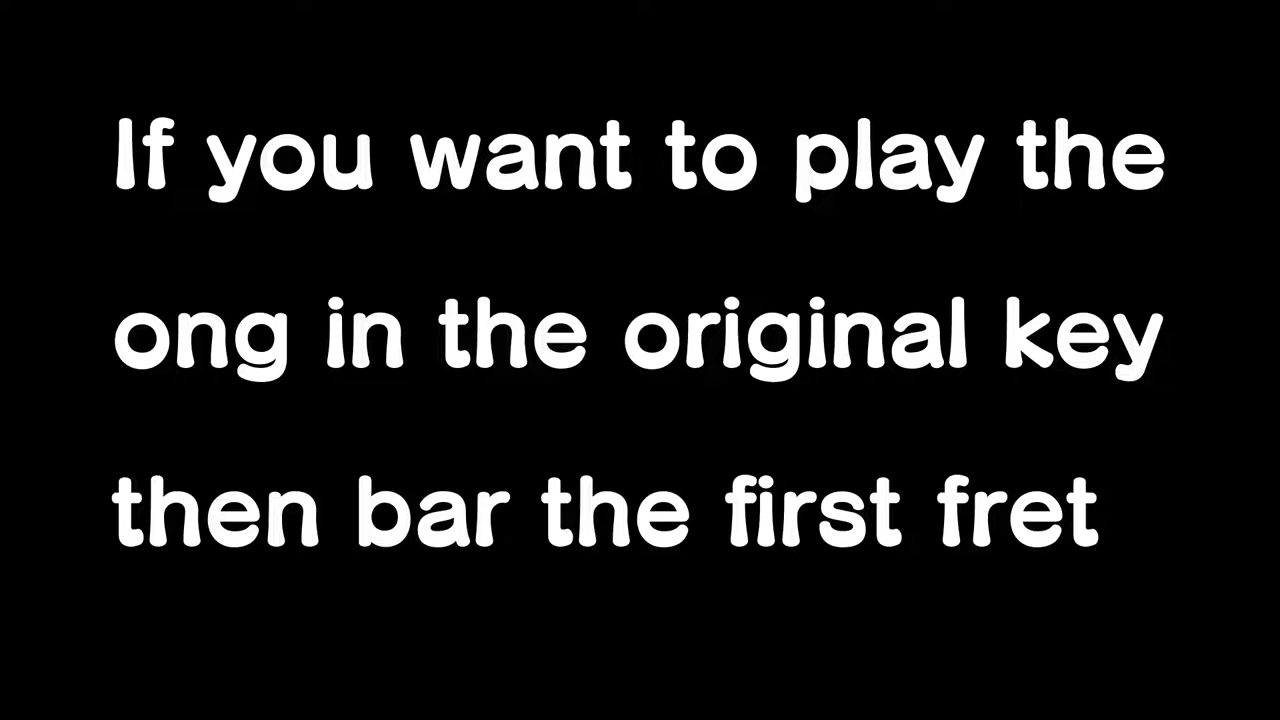 If you want to play the
ong in the original key
then bar the first fret